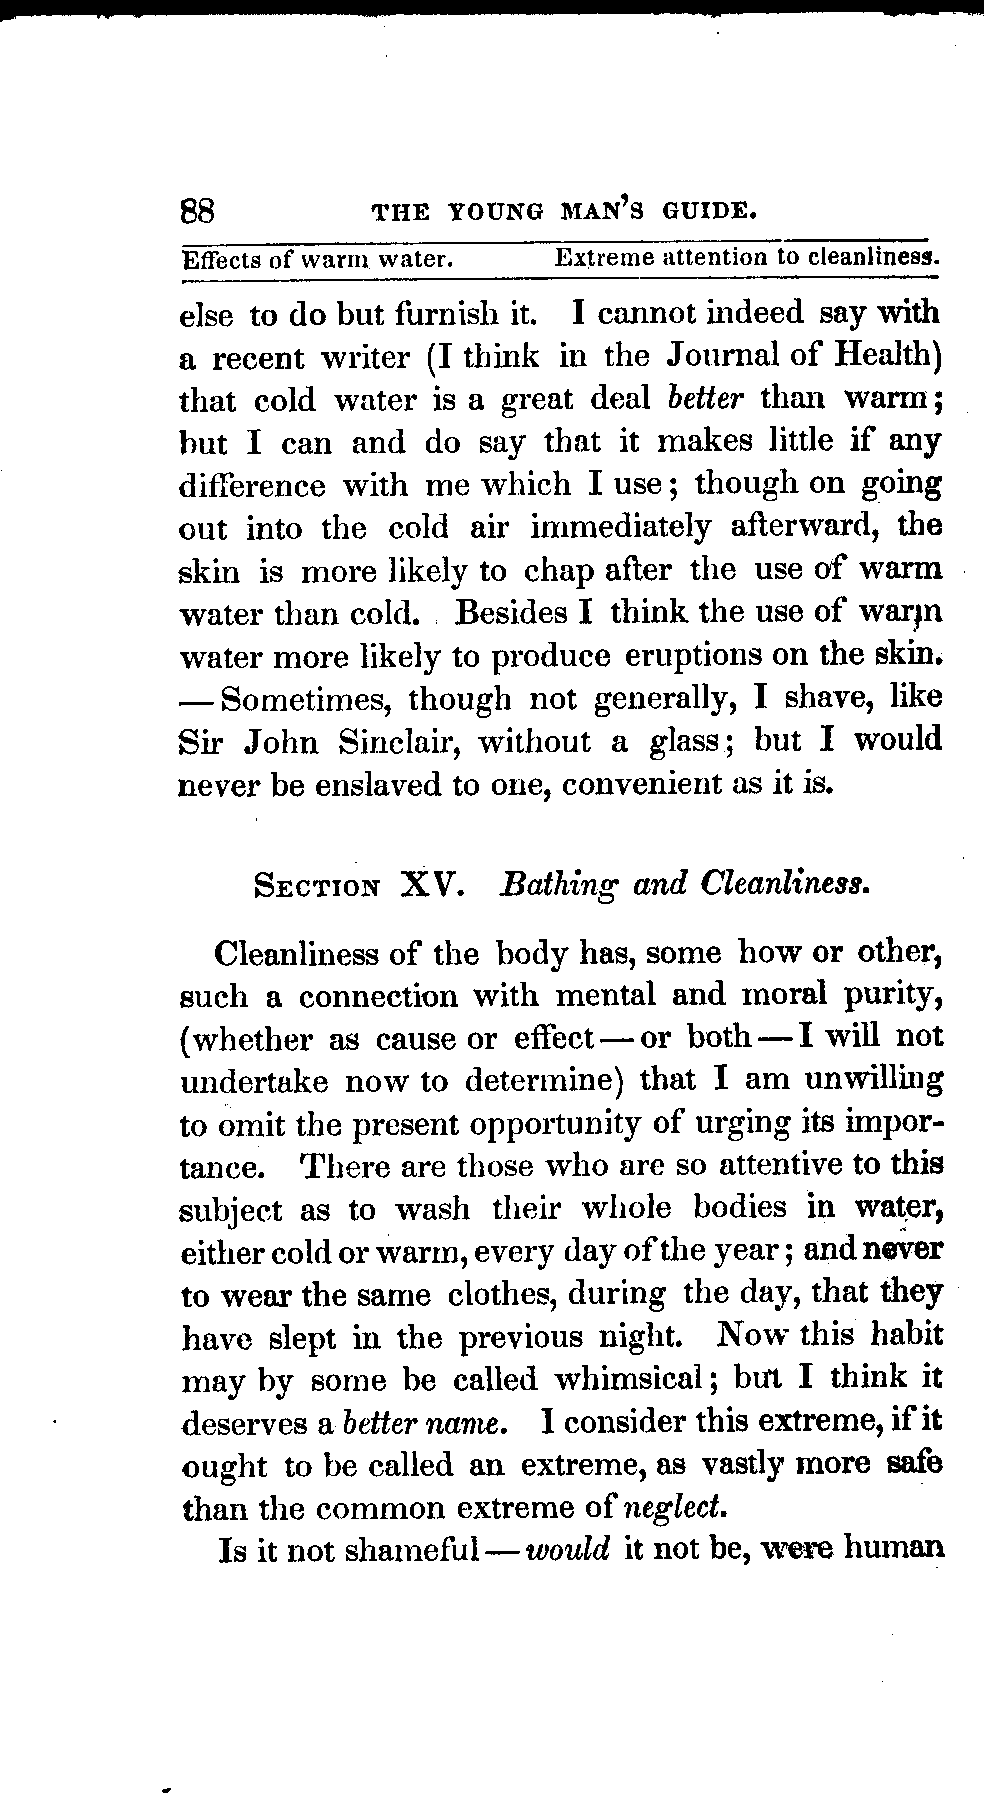 88 THE YOUNG MAN'S GUIDE.
Effects of warm water. Extreme attention to cleanliness.
else to do but furnish it. I cannot indeed say with
a recent writer (I think in the Journal of Health)
that cold water is a great deal better than warm;
but I can and do say that it makes little if any
difference with me which I use; though on going
out into the cold air immediately afterward, the
skin is more likely to chap after the use of warm
water than cold. Besides I think the use of warm
water more likely to produce eruptions on the skin.
— Sometimes, though not generally, I shave, like
Sir John Sinclair, without a glass; but I would
never be enslaved to one, convenient as it is.
SECTION XV. Bathing and Cleanliness.
Cleanliness of the body has, some how or other,
such a connection with mental and moral purity,
(whether as cause or effect — or both — I will not
undertake now to determine) that I am unwilling
to omit the present opportunity of urging its impor-
tance. There are those who are so attentive to this
subject as to wash their whole bodies in water,
either cold or warm, every day of the year; and never
to wear the same clothes, during the day, that they
have slept in the previous night. Now this habit
may by some be called whimsical; but I think it
deserves a better name. I consider this extreme, if it
ought to be called an extreme, as vastly more safe
than the common extreme of neglect.
Is it not shameful — would it not be, were human